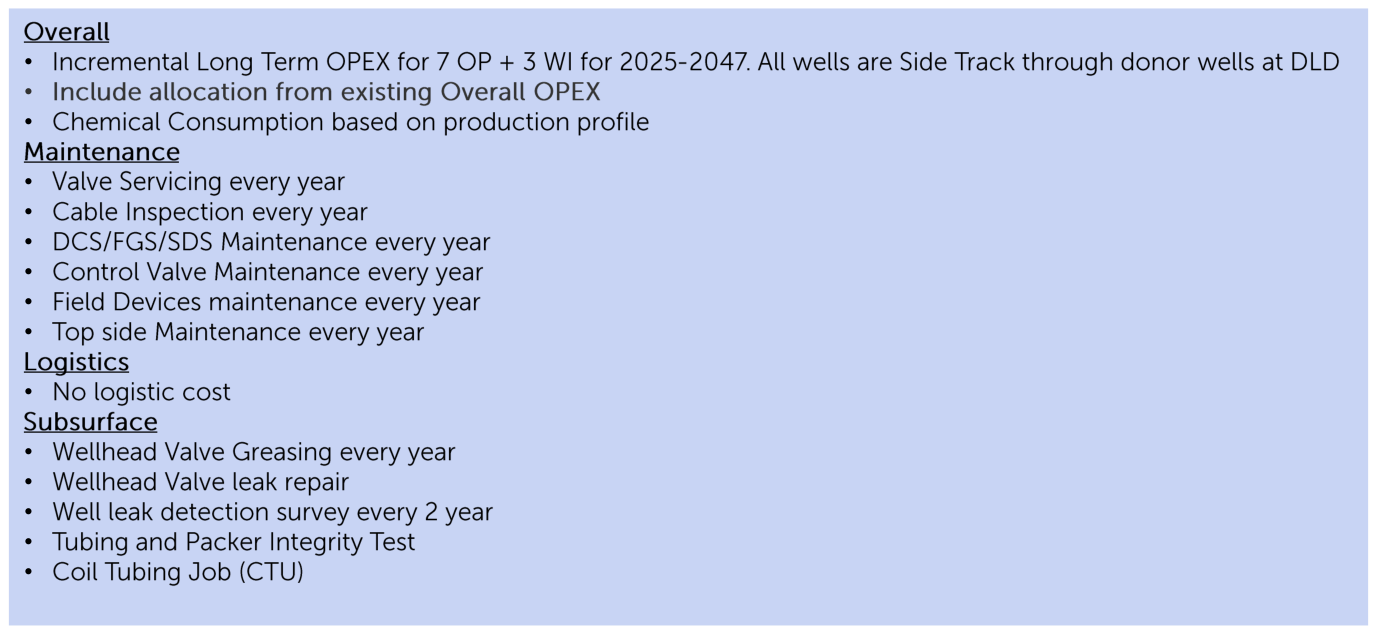 Overall
• Incremental Long Term OPEX for 7 OP + 3 WI for 2025-2047. All wells are Side Track through donor wells at DLD
• Include allocation from existing Overall OPEX
• Chemical Consumption based on production profile
Maintenance
• Valve Servicing every year
• Cable Inspection every year
• DCS/FGS/SDS Maintenance every year
• Control Valve Maintenance every year
• Field Devices maintenance every year
• Top side Maintenance every year
Logistics
• No logistic cost
Subsurface
• Wellhead Valve Greasing every year
• Wellhead Valve leak repair
• Well leak detection survey every 2 year
• Tubing and Packer Integrity Test
• Coil Tubing Job (CTU)